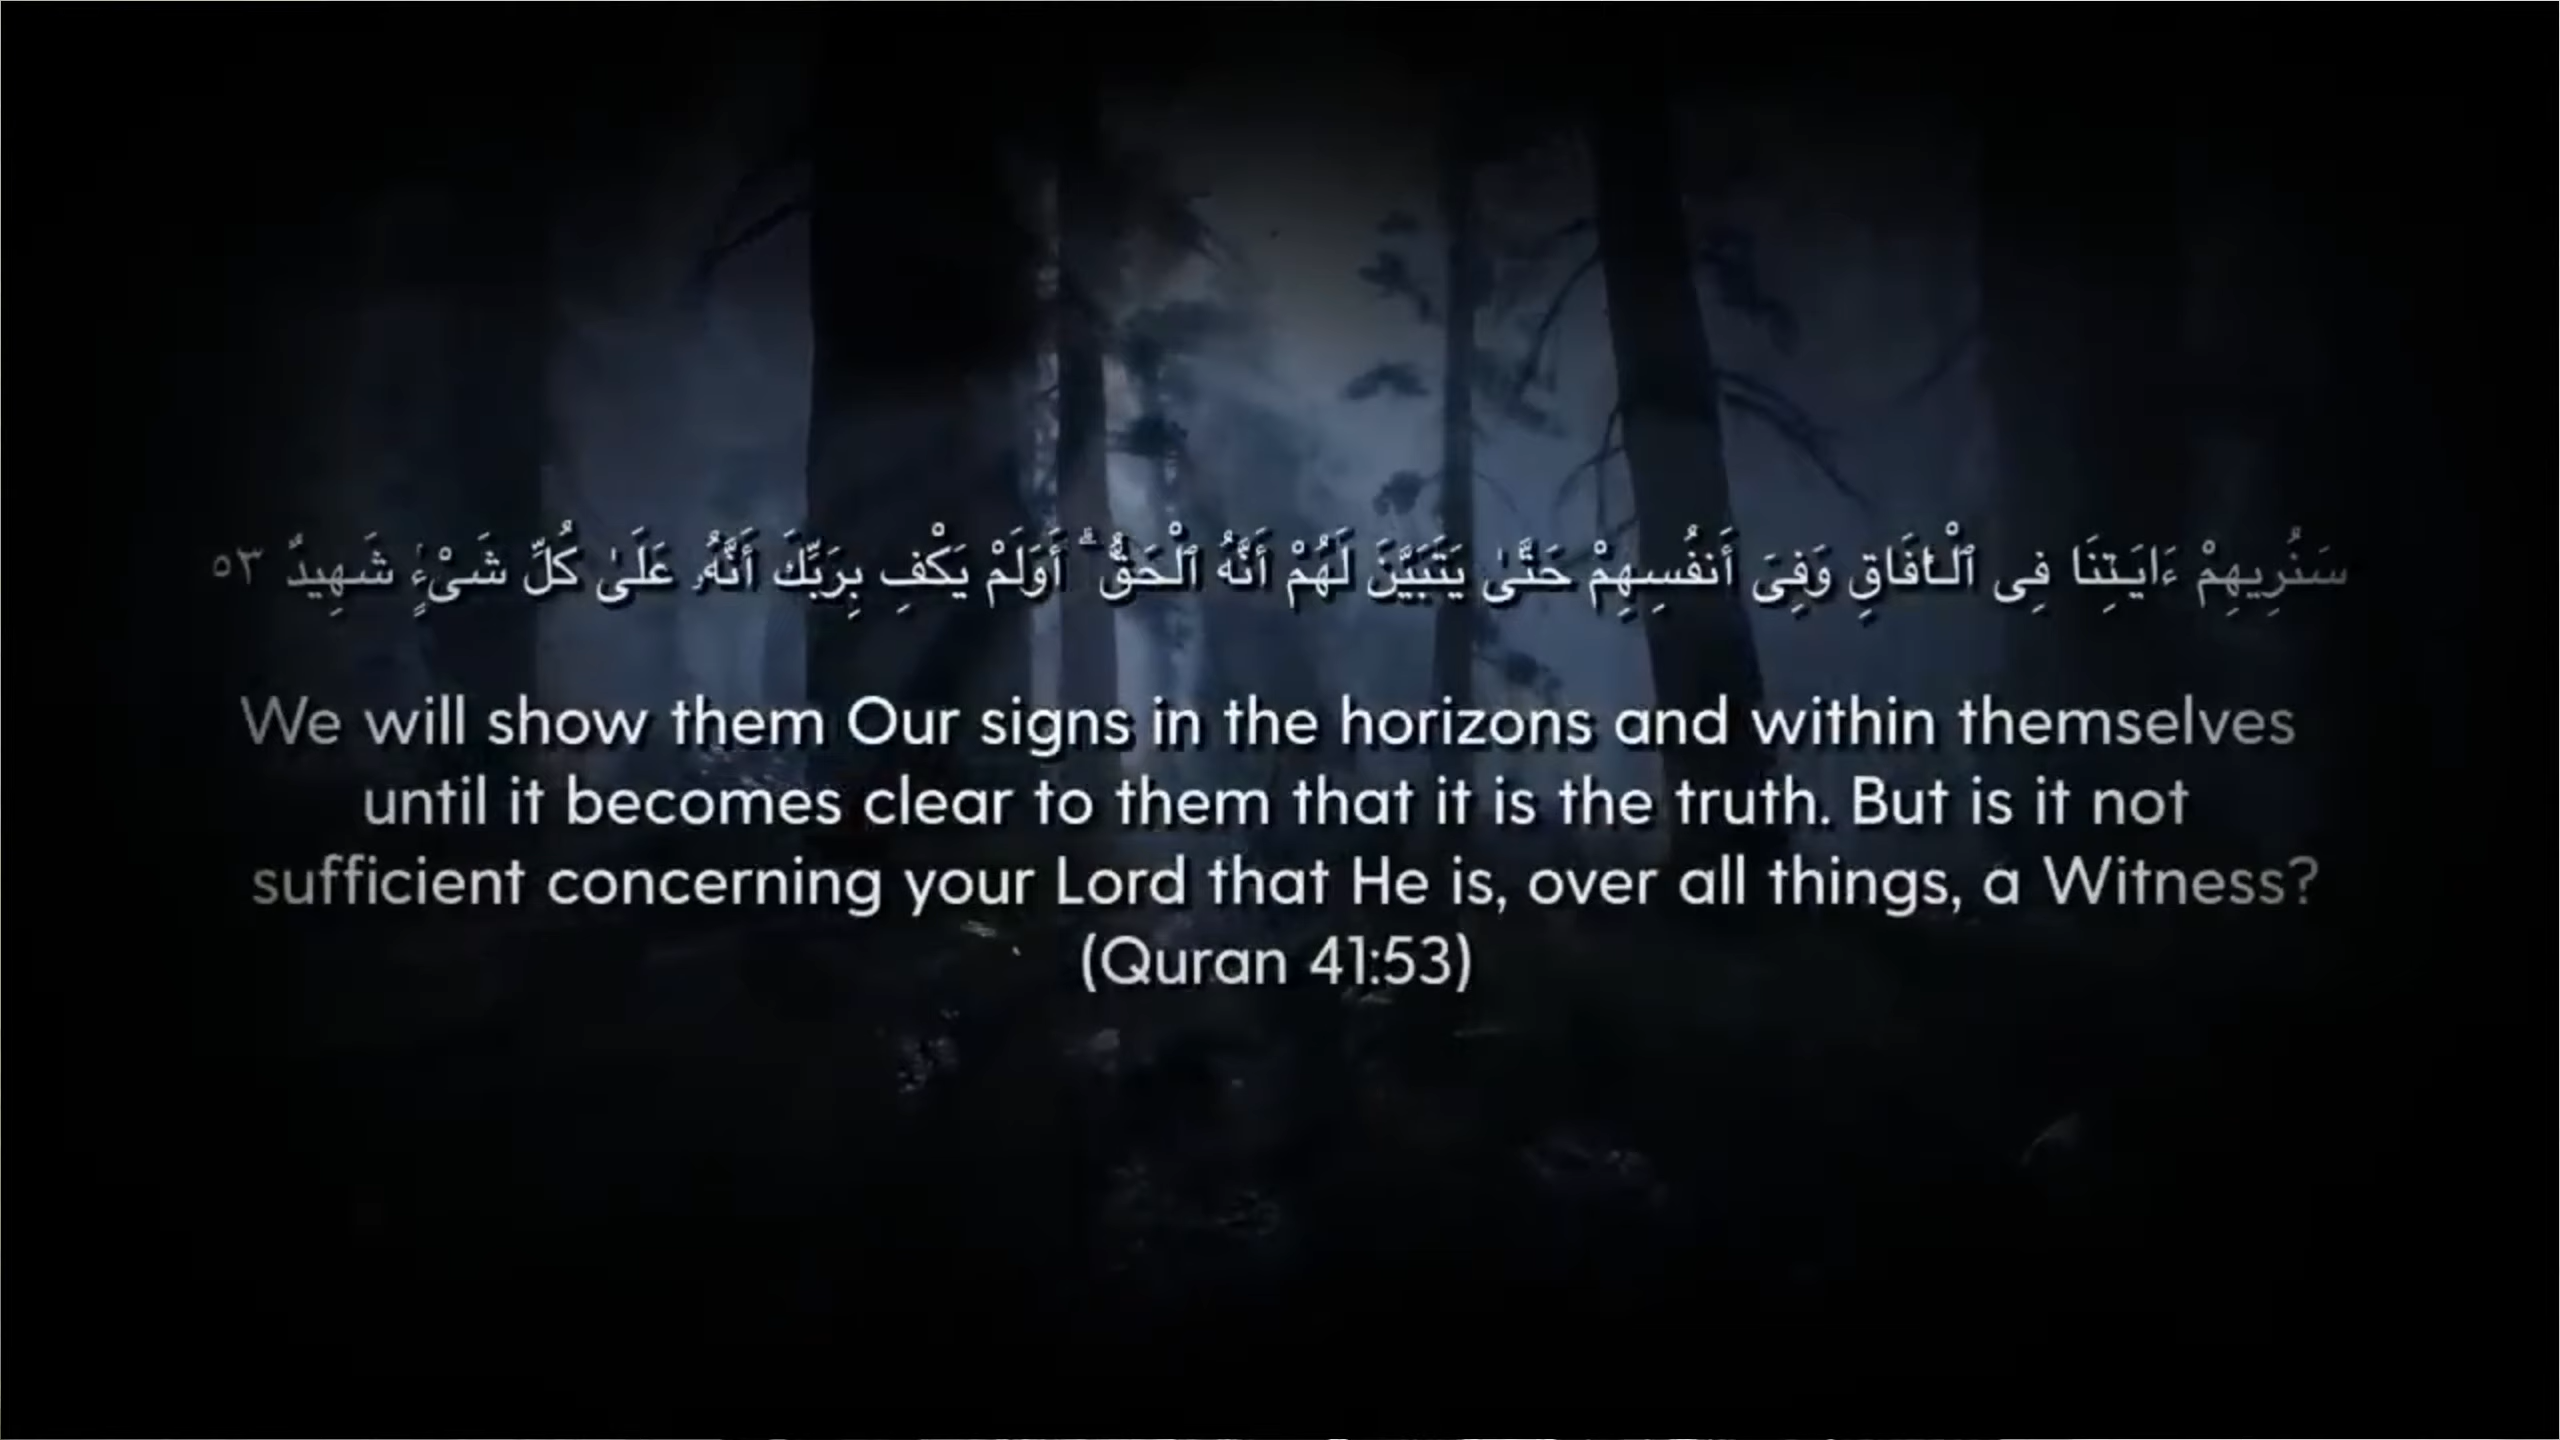 سَنُرِيهِمْ ءَايَـٰتِنَا فِى ٱلْـَٔافَاقِ وَفِىٓ أَنفُسِهِمْ حَتَّىٰ يَتَبَيَّنَ لَهُمْ أَنَّهُ ٱلْحَقُّ ۗ أَوَلَمْ يَكْفِ بِرَبِّكَ أَنَّهُۥ عَلَىٰ كُلِّ شَىْءٍۢ شَهِيدٌ ٥٣
We will show them Our signs in the horizons and within themselves
until it becomes clear to them that it is the truth. But is it not
sufficient concerning your Lord that He is, over all things, a Witness?
(Quran 41:53)